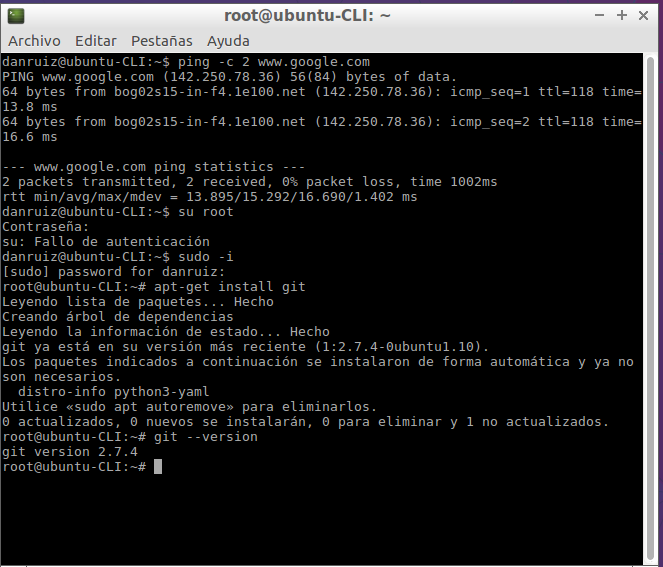 root@ubuntu-CLI: ~
Archivo Editar Pestañas Ayuda
danruiz@ubuntu-CLI:~$ ping -c 2 www.google.com
PING www.google.com (142.250.78.36) 56(84) bytes of data.
64 bytes from bog02s15-in-f4.1e100.net (142.250.78.36): icmp_seq=1 ttl=118 time=
13.8 ms
64 bytes from bog02s15-in-f4.1e100.net (142.250.78.36): icmp_seq=2 ttl=118 time=
16.6 ms
--- www.google.com ping statistics ---
2 packets transmitted, 2 received, 0% packet loss, time 1002ms
rtt min/avg/max/mdev = 13.895/15.292/16.690/1.402 ms
danruiz@ubuntu-CLI:~$ su root
Contraseña:
su: Fallo de autenticación
danruiz@ubuntu-CLI:~$ sudo -i
[sudo] password for danruiz:
root@ubuntu-CLI:~# apt-get install git
Leyendo lista de paquetes... Hecho
Creando árbol de dependencias
Leyendo la información de estado... Hecho
git ya está en su versión más reciente (1:2.7.4-0ubuntu1.10).
Los paquetes indicados a continuación se instalaron de forma automática y ya no
son necesarios.
  distro-info python3-yaml
Utilice «sudo apt autoremove» para eliminarlos.
0 actualizados, 0 nuevos se instalarán, 0 para eliminar y 1 no actualizados.
root@ubuntu-CLI:~# git --version
git version 2.7.4
root@ubuntu-CLI:~#